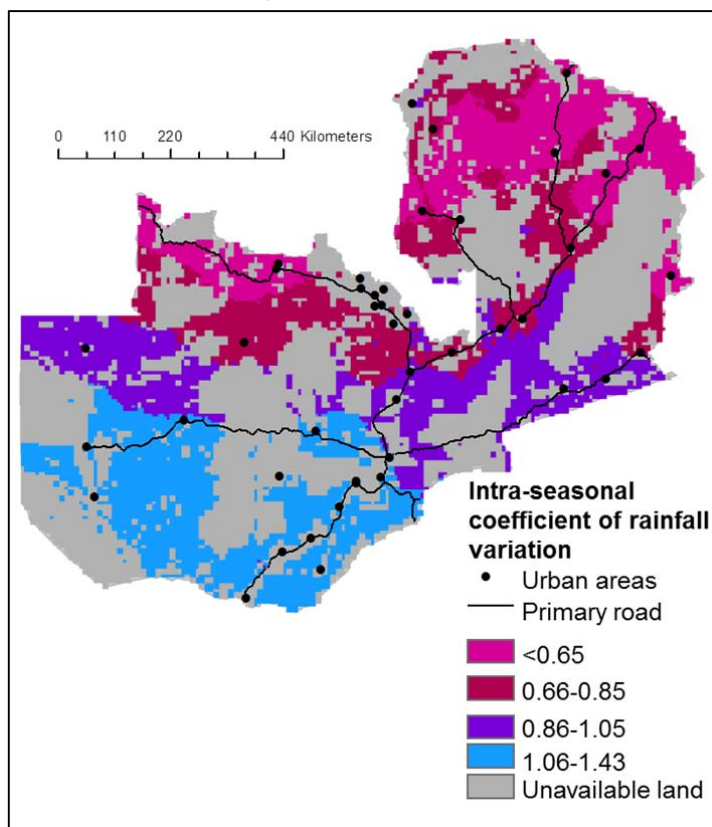 0 110 220 440 Kilometers
Intra-seasonal
coefficient of rainfall
variation
Urban areas
Primary road
<0.65
0.66-0.85
0.86-1.05
1.06-1.43
Unavailable land